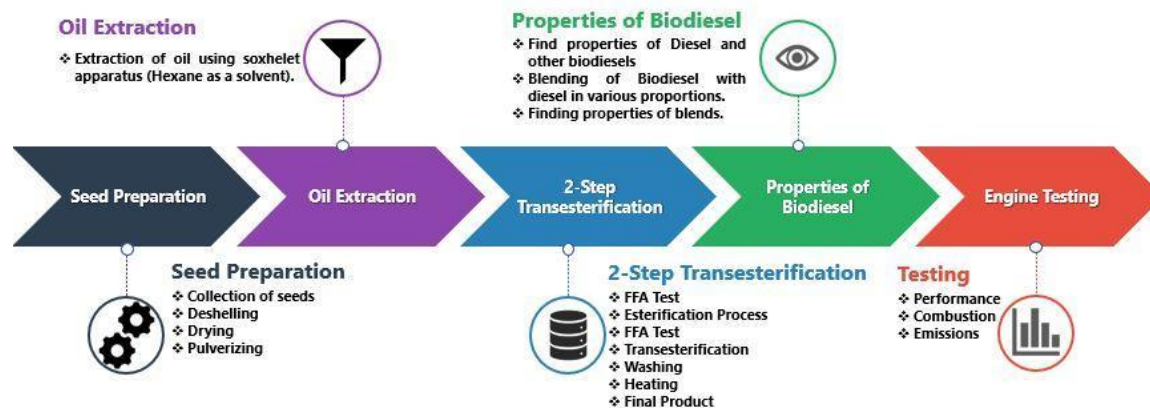 Oil Extraction
❖ Extraction of oil using soxhelet
apparatus (Hexane as a solvent).
Properties of Biodiesel
❖ Find properties of Diesel and
other biodiesels
❖ Blending of Biodiesel with
diesel in various proportions.
❖ Finding properties of blends.
Seed Preparation
Oil Extraction
2-Step
Transesterification
Properties of
Biodiesel
Engine Testing
Seed Preparation
❖ Collection of seeds
❖ Deshelling
❖ Drying
❖ Pulverizing
2-Step Transesterification
❖ FFA Test
❖ Esterification Process
❖ FFA Test
❖ Transesterification
❖ Washing
❖ Heating
❖ Final Product
Testing
❖ Performance
❖ Combustion
❖ Emissions